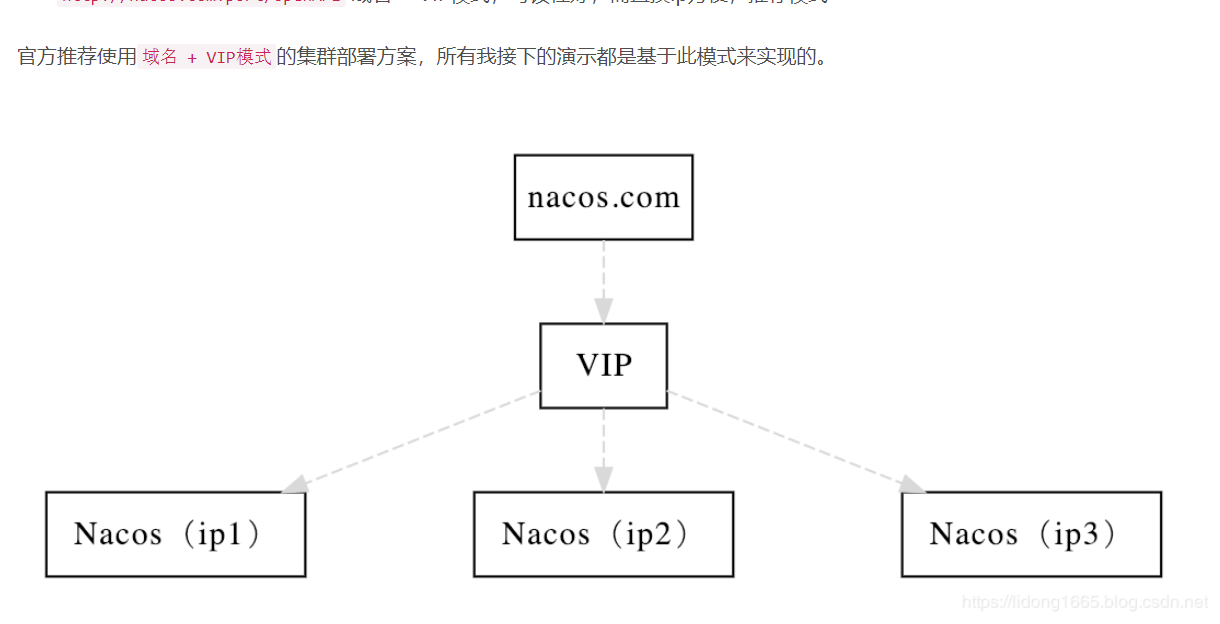 官方推荐使用 域名 + VIP模式 的集群部署方案，所有我接下的演示都是基于此模式来实现的。
nacos.com
VIP
Nacos（ip1）
Nacos（ip2）
Nacos（ip3）
https://lidong1665.blog.csdn.net